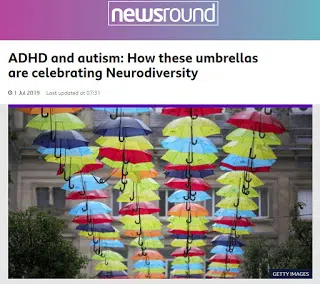 newsround
ADHD and autism: How these umbrellas
are celebrating Neurodiversity
1 Jul 2019 Last updated at 07:31
GETTY IMAGES